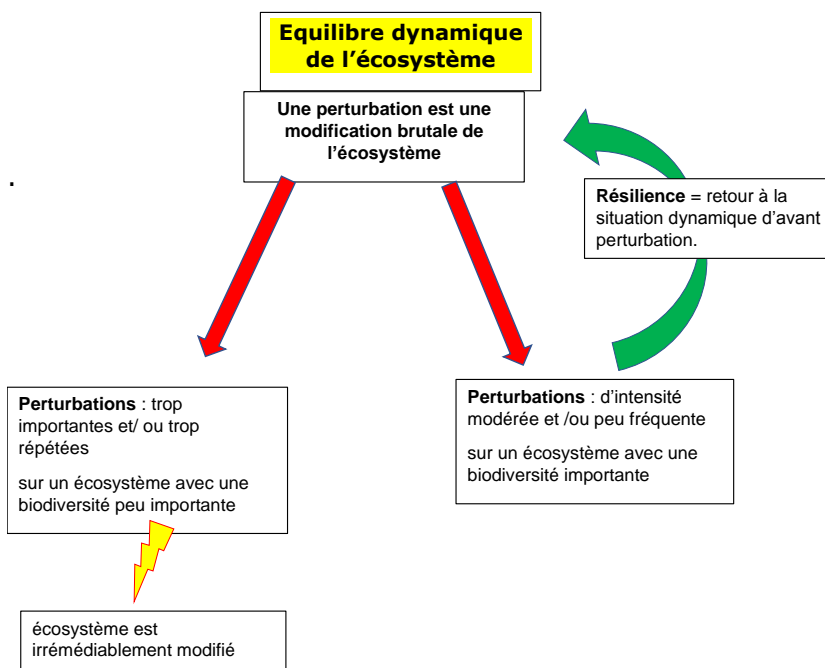 Equilibre dynamique
de l'écosystème
Une perturbation est une
modification brutale de
l'écosystème
.
Résilience = retour à la
situation dynamique d'avant
perturbation.
Perturbations : trop
importantes et/ ou trop
répétées
sur un écosystème avec une
biodiversité peu importante
Perturbations : d'intensité
modérée et /ou peu fréquente
sur un écosystème avec une
biodiversité importante
écosystème est
irrémédiablement modifié